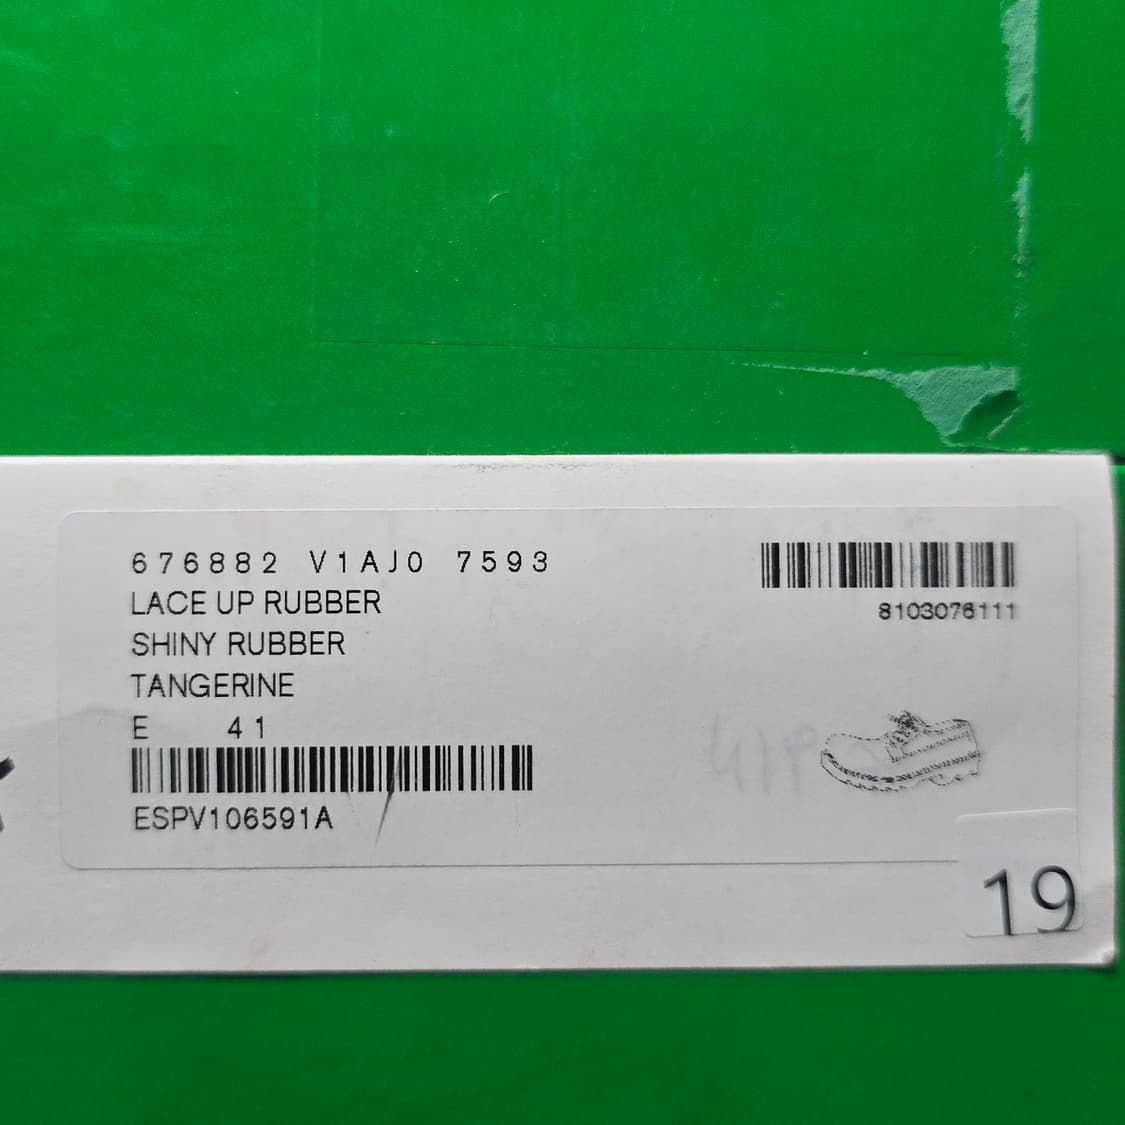 676882 V1AJ0 7593
LACE UP RUBBER
SHINY RUBBER
TANGERINE
E 41
ESPV106591A
8103076111
19